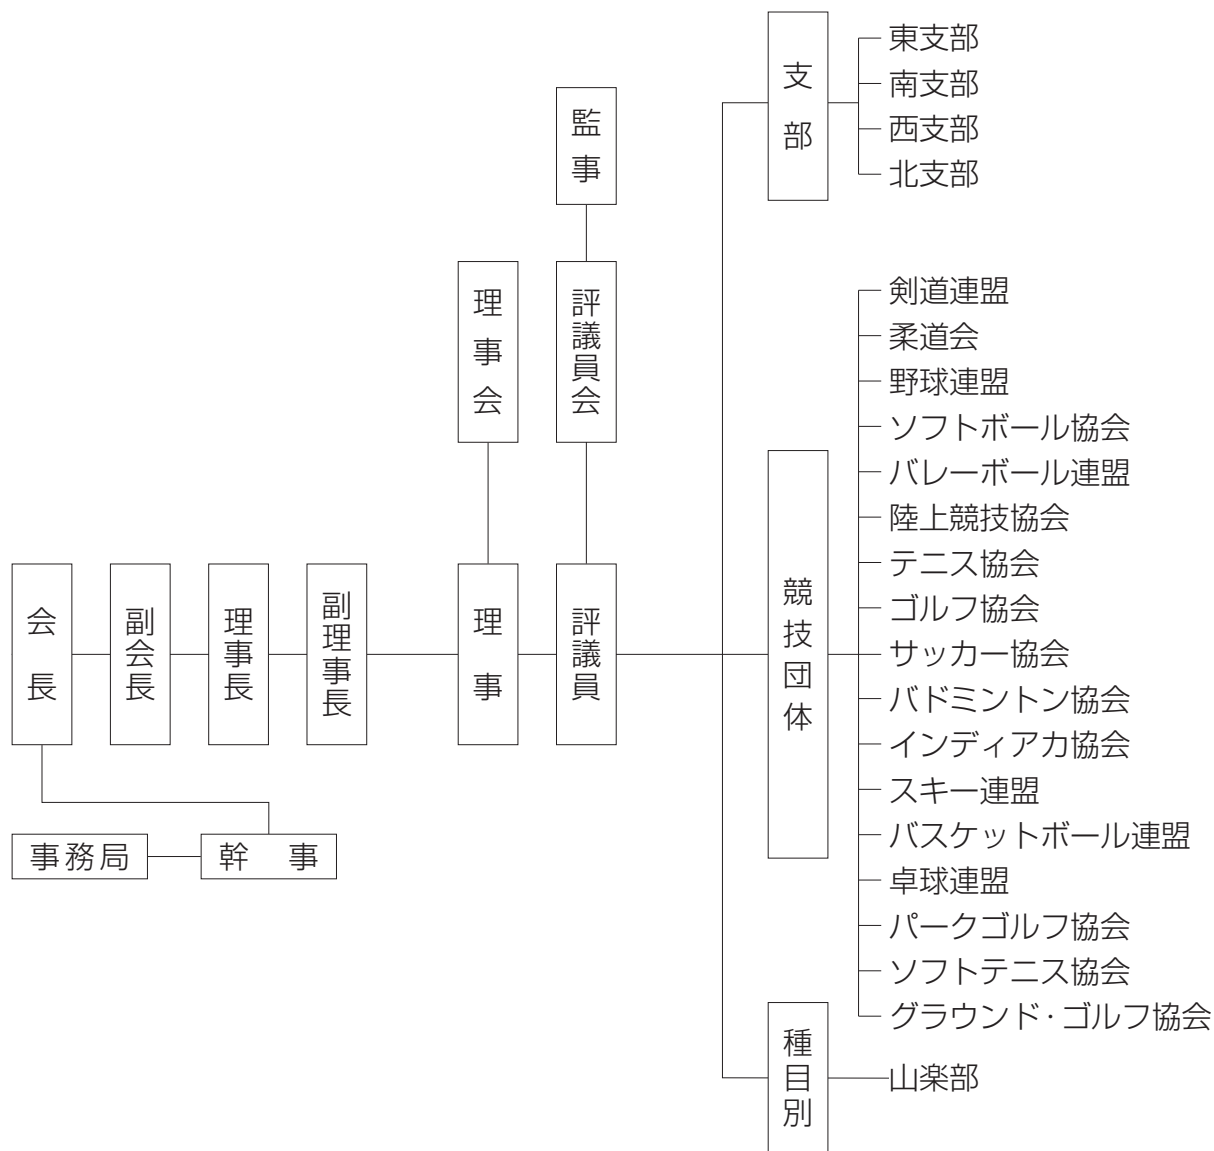 監事
理事会
評議員会
会長
副会長
理事長
副理事長
理事
評議員
事務局
幹事
支部
東支部
南支部
西支部
北支部
競技団体
剣道連盟
柔道会
野球連盟
ソフトボール協会
バレーボール連盟
陸上競技協会
テニス協会
ゴルフ協会
サッカー協会
バドミントン協会
インディアカ協会
スキー連盟
バスケットボール連盟
卓球連盟
パークゴルフ協会
ソフトテニス協会
グラウンド・ゴルフ協会
種目別
山楽部